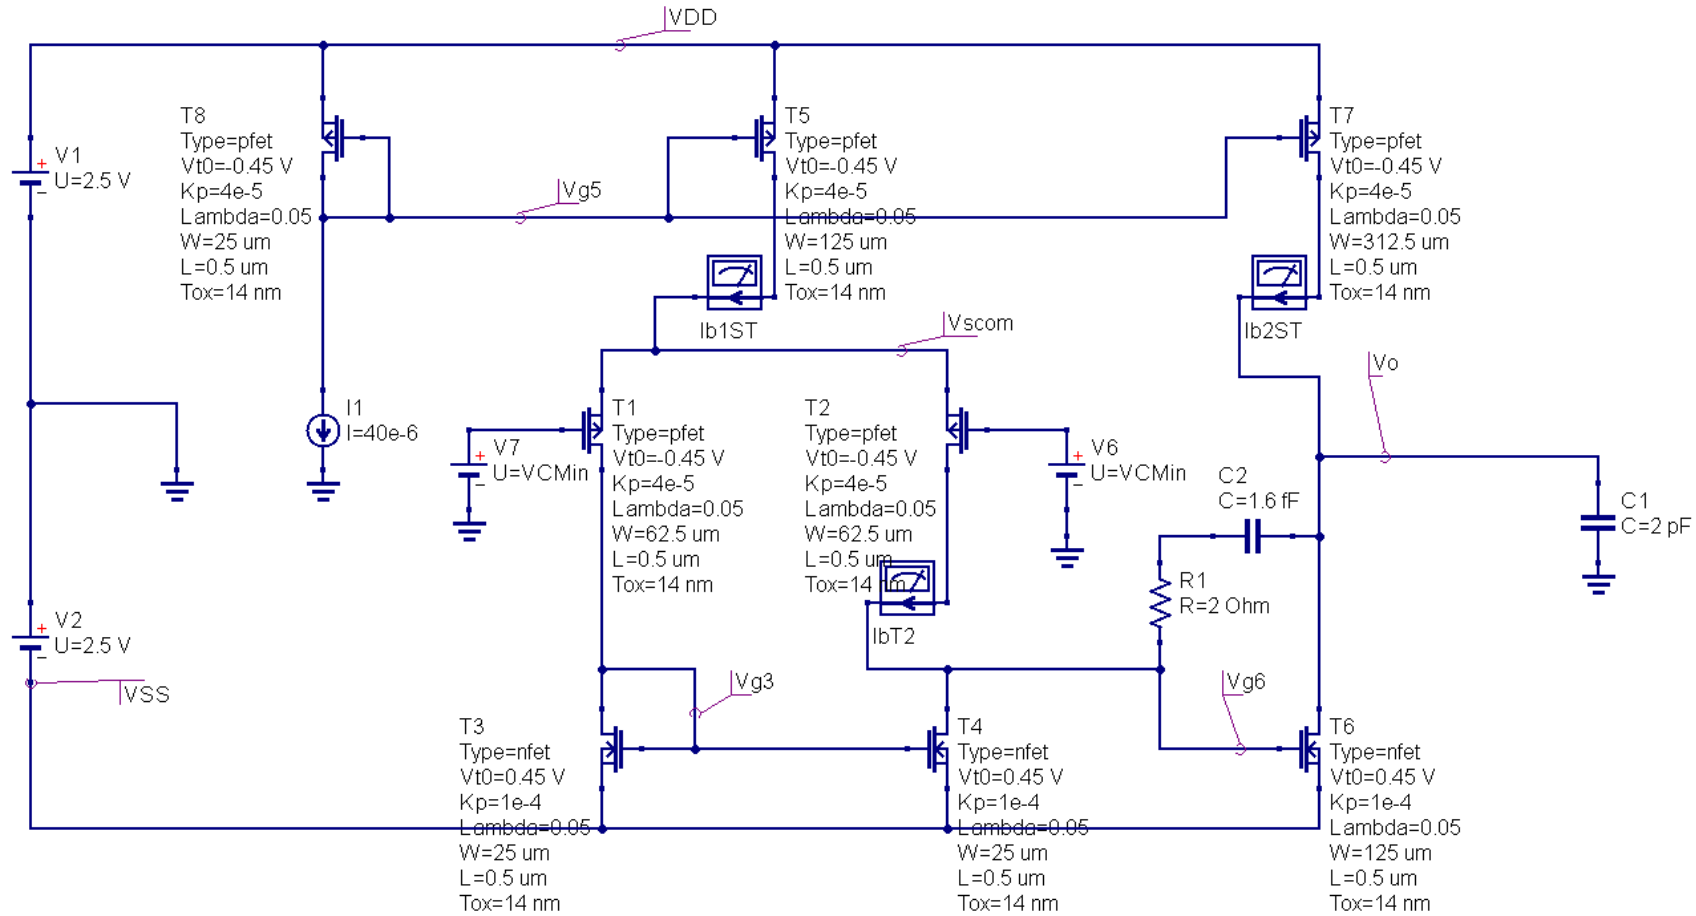 VDD
T8
Type=pfet
Vt0=-0.45 V
Kp=4e-5
Lambda=0.05
W=25 um
L=0.5 um
Tox=14 nm
T5
Type=pfet
Vt0=-0.45 V
Kp=4e-5
Lambda=0.05
W=125 um
L=0.5 um
Tox=14 nm
T7
Type=pfet
Vt0=-0.45 V
Kp=4e-5
Lambda=0.05
W=312.5 um
L=0.5 um
Tox=14 nm
V1
U=2.5 V
+
Vg5
Ib1ST
Ib2ST
Vscom
Vo
I1
I=40e-6
V7
U=VCMin
+
T1
Type=pfet
Vt0=-0.45 V
Kp=4e-5
Lambda=0.05
W=62.5 um
L=0.5 um
Tox=14 nm
T2
Type=pfet
Vt0=-0.45 V
Kp=4e-5
Lambda=0.05
W=62.5 um
L=0.5 um
Tox=14 nm
V6
U=VCMin
+
C2
C=1.6 fF
C1
C=2 pF
R1
R=2 Ohm
IbT2
V2
U=2.5 V
+
VSS
Vg3
Vg6
T3
Type=nfet
Vt0=0.45 V
Kp=1e-4
Lambda=0.05
W=25 um
L=0.5 um
Tox=14 nm
T4
Type=nfet
Vt0=0.45 V
Kp=1e-4
Lambda=0.05
W=25 um
L=0.5 um
Tox=14 nm
T6
Type=nfet
Vt0=0.45 V
Kp=1e-4
Lambda=0.05
W=125 um
L=0.5 um
Tox=14 nm